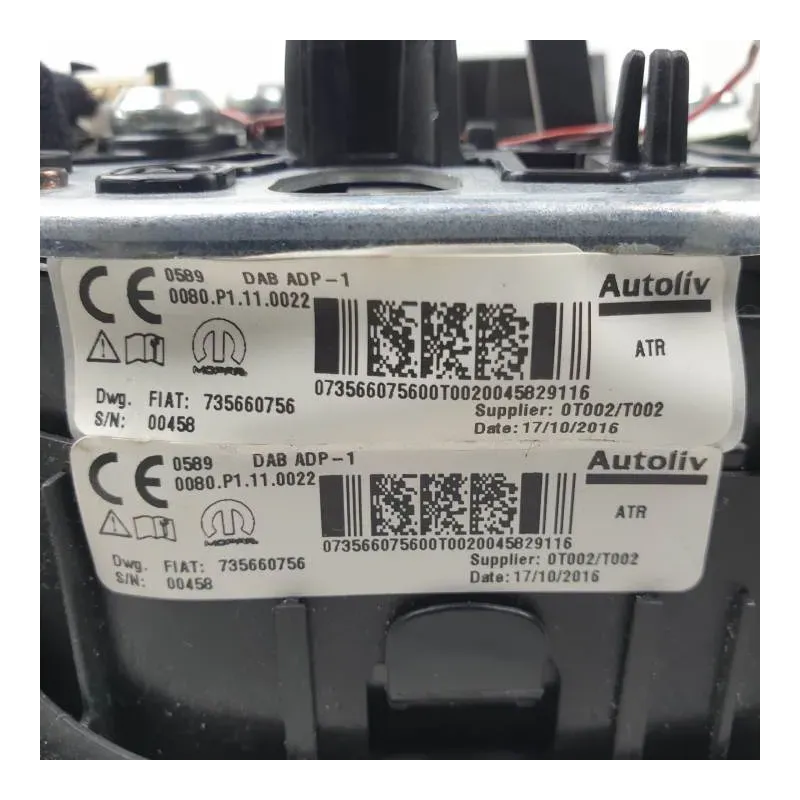 CE 0589 DAB ADP-1
0080.P1.11.0022
Autoliv
MOPAR
ATR
073566075600T0020045829116
Dwg. FIAT: 735660756
Supplier: 0T002/T002
S/N: 00458
Date: 17/10/2016
CE 0589 DAB ADP-1
0080.P1.11.0022
Autoliv
MOPAR
ATR
073566075600T0020045829116
Dwg. FIAT: 735660756
Supplier: 0T002/T002
S/N: 00458
Date: 17/10/2016